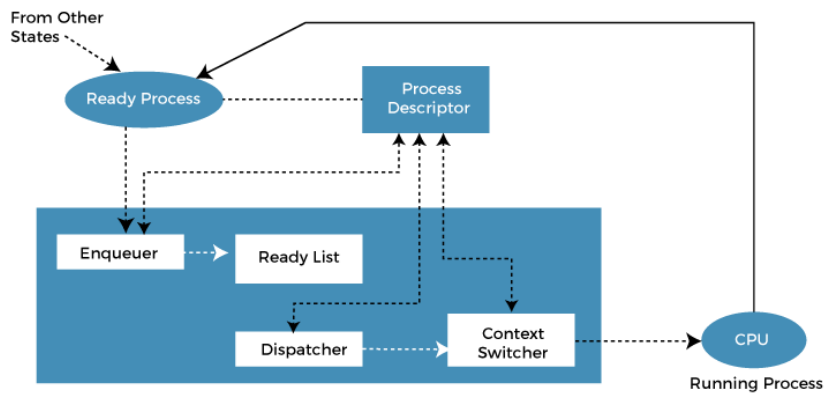 From Other
States
Ready Process
Process
Descriptor
Enqueuer
Ready List
Dispatcher
Context
Switcher
CPU
Running Process